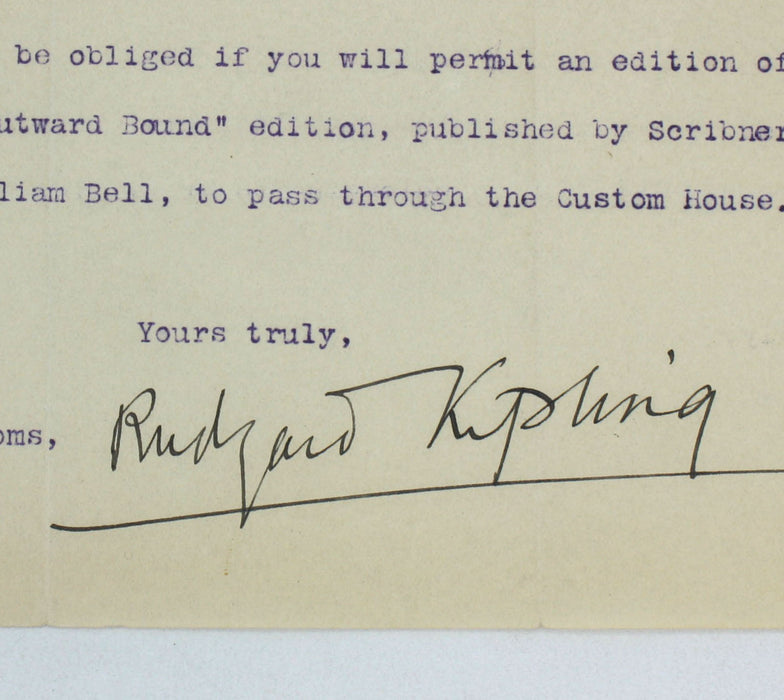 be obliged if you will permit an edition of
utward Bound" edition, published by Scribner
liam Bell, to pass through the Custom House.
Yours truly,
oms,
Rudyard Kipling